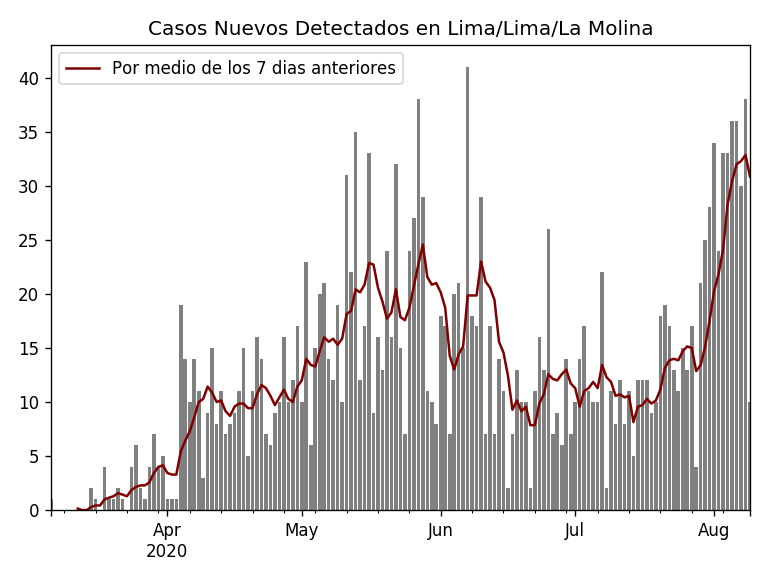 Casos Nuevos Detectados en Lima/Lima/La Molina
Por medio de los 7 dias anteriores
40
35
30
25
20
15
10
5
0
Apr
May
Jun
Jul
Aug
2020